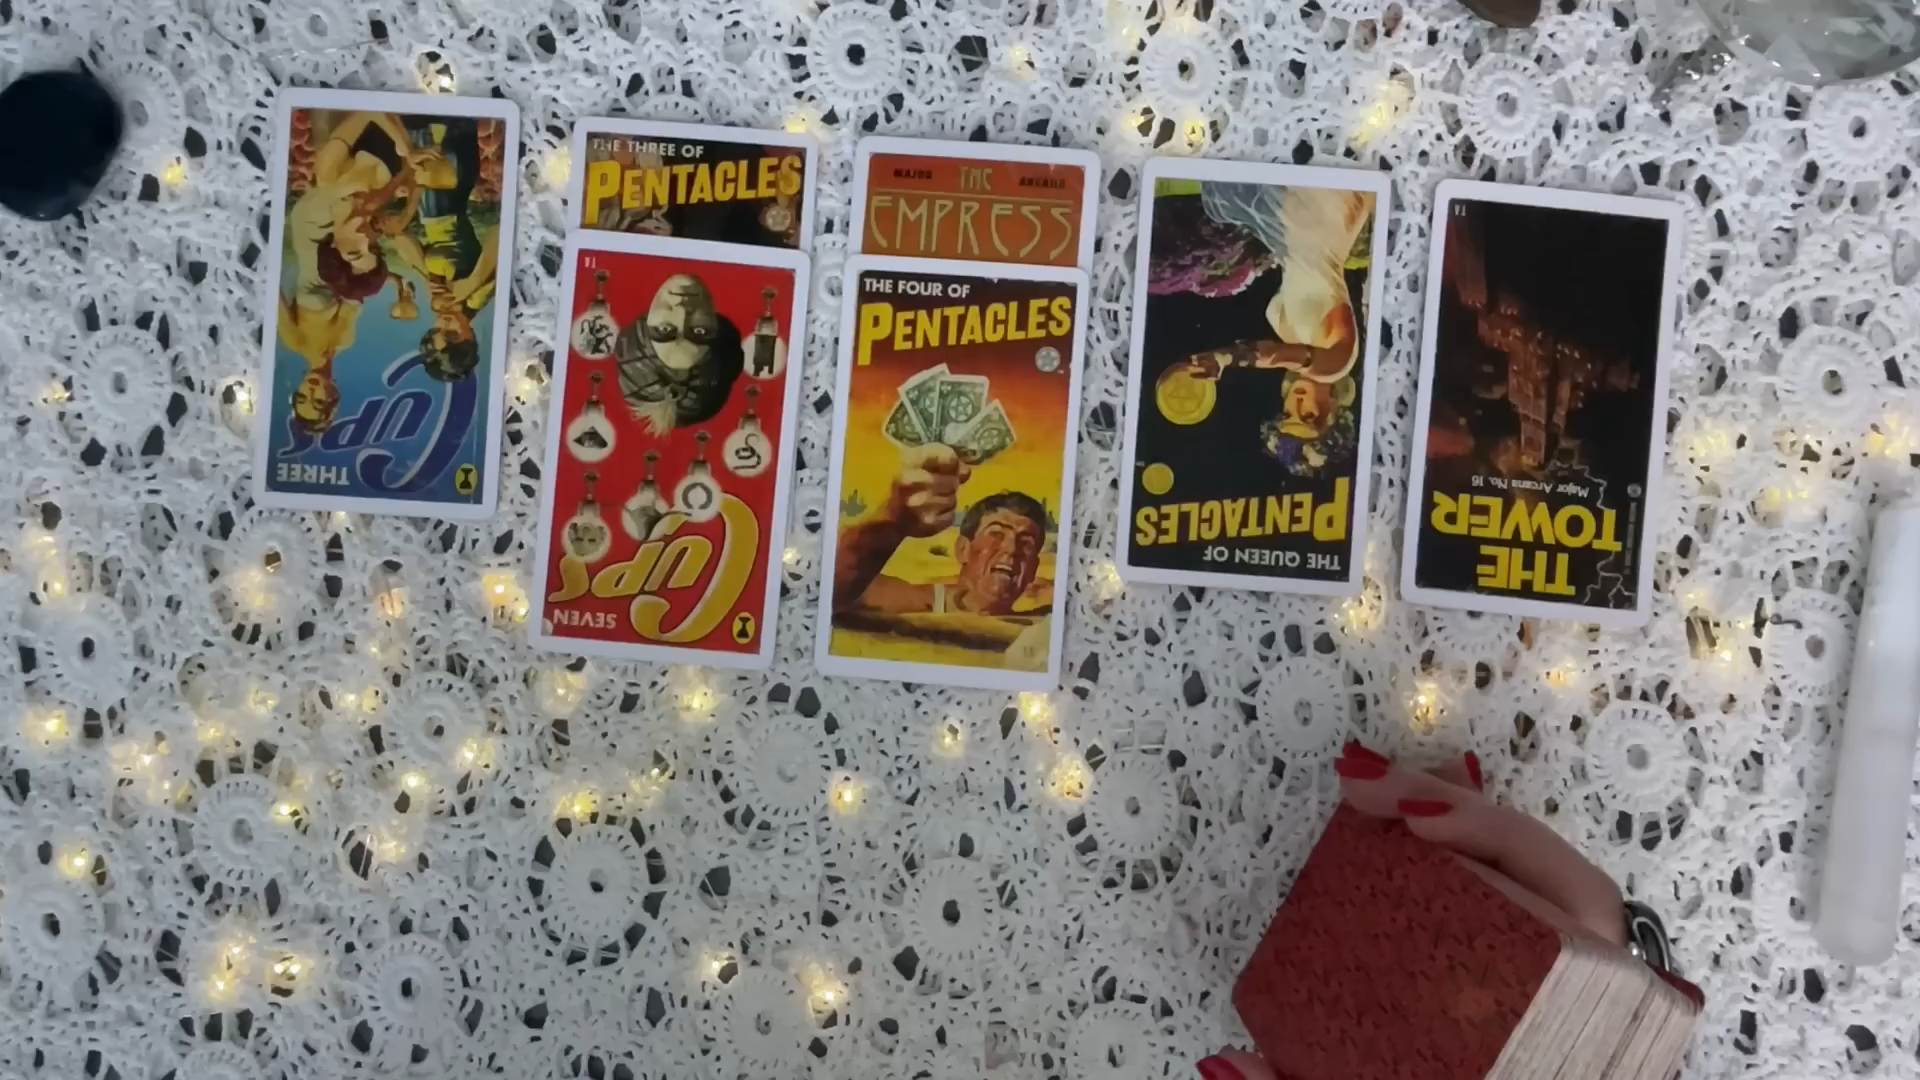 THREE
CUPS
THE THREE OF
PENTACLES
SEVEN
CUPS
MAJOR ARCANA
THE
EMPRESS
THE FOUR OF
PENTACLES
THE QUEEN OF
PENTACLES
THE
TOWER
Major Arcana No. 16